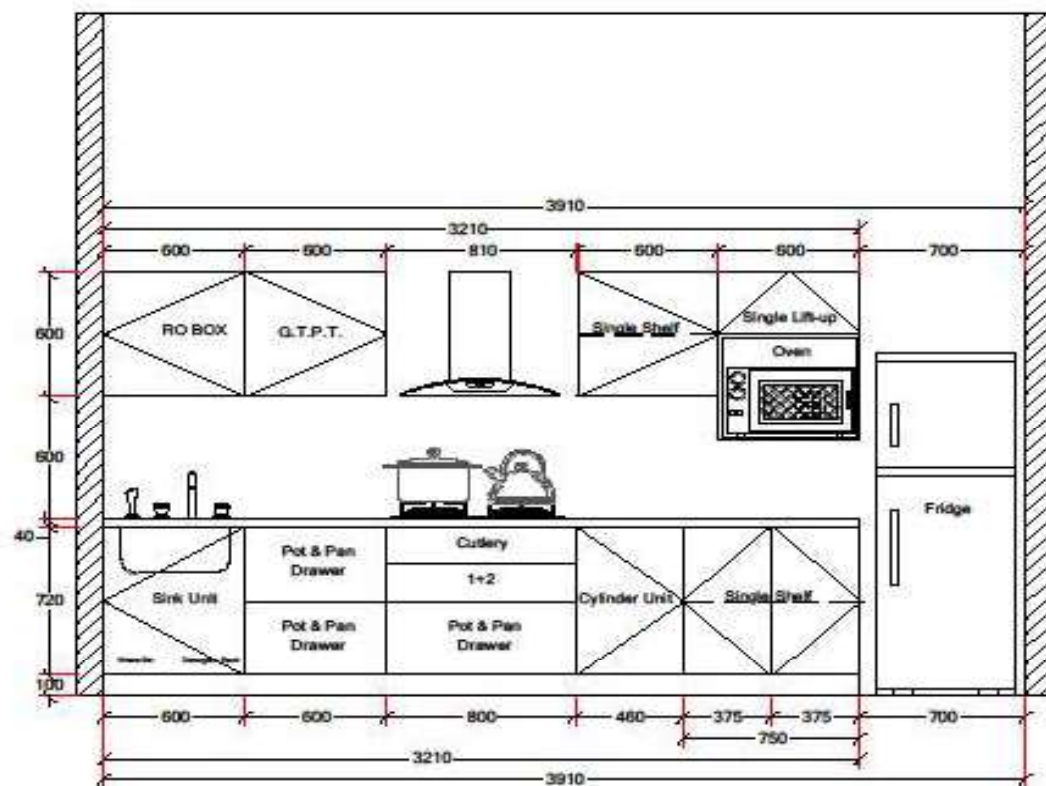 3910
3210
600 600 810 600 600 700
600
RO BOX
G.T.P.T.
Single Shelf
Single Lift-up
Oven
600
Fridge
40
Pot & Pan
Drawer
Cutlery
1+2
720
Sink Unit
Cylinder Unit
Single Shelf
Pot & Pan
Drawer
Pot & Pan
Drawer
100
600 600 800 460 375 375 700
750
3210
3910